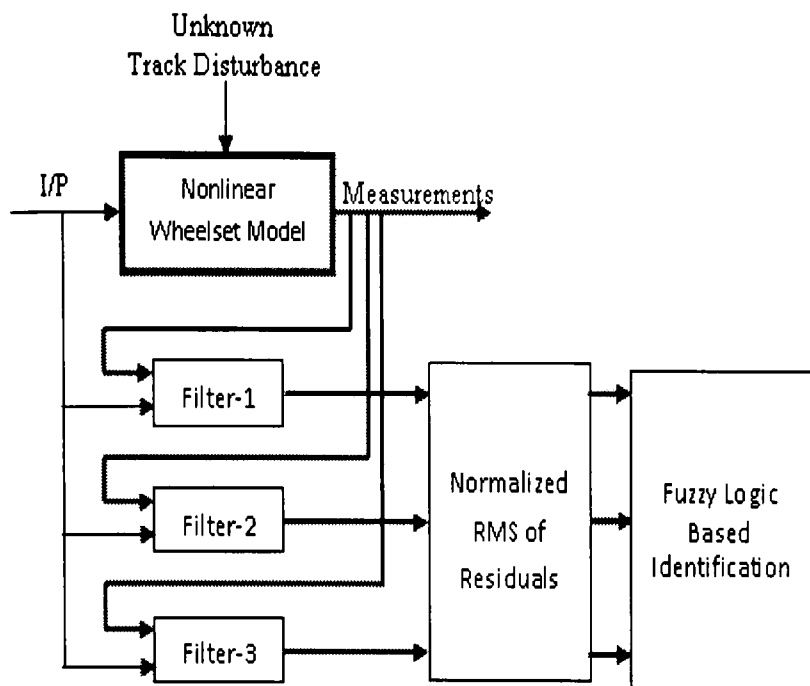 Unknown
Track Disturbance
I/P
Nonlinear
Wheelset Model
Measurements
Filter-1
Filter-2
Filter-3
Normalized
RMS of
Residuals
Fuzzy Logic
Based
Identification